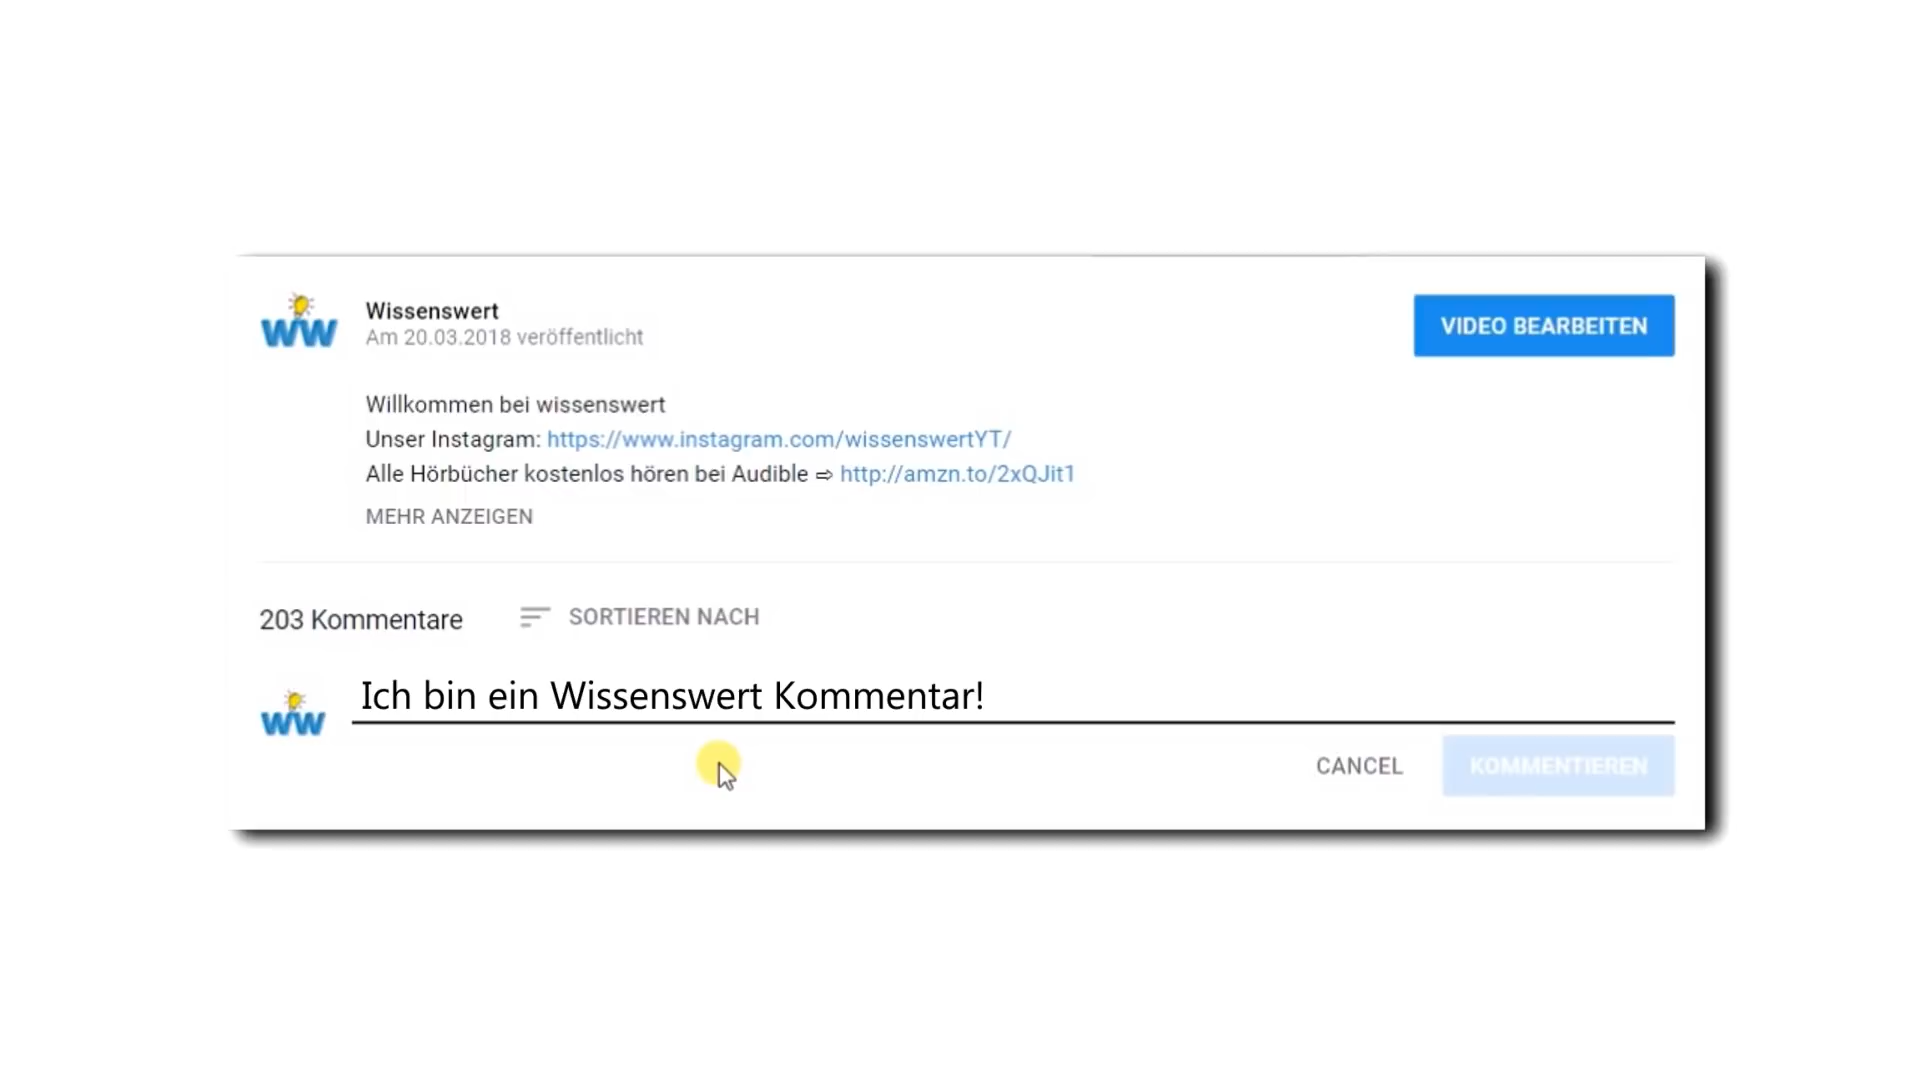 WW
Wissenswert
Am 20.03.2018 veröffentlicht
VIDEO BEARBEITEN
Willkommen bei wissenswert
Unser Instagram: https://www.instagram.com/wissenswertYT/
Alle Hörbücher kostenlos hören bei Audible ⇨ http://amzn.to/2xQJit1
MEHR ANZEIGEN
203 Kommentare SORTIEREN NACH
WW
Ich bin ein Wissenswert Kommentar!
CANCEL KOMMENTIEREN